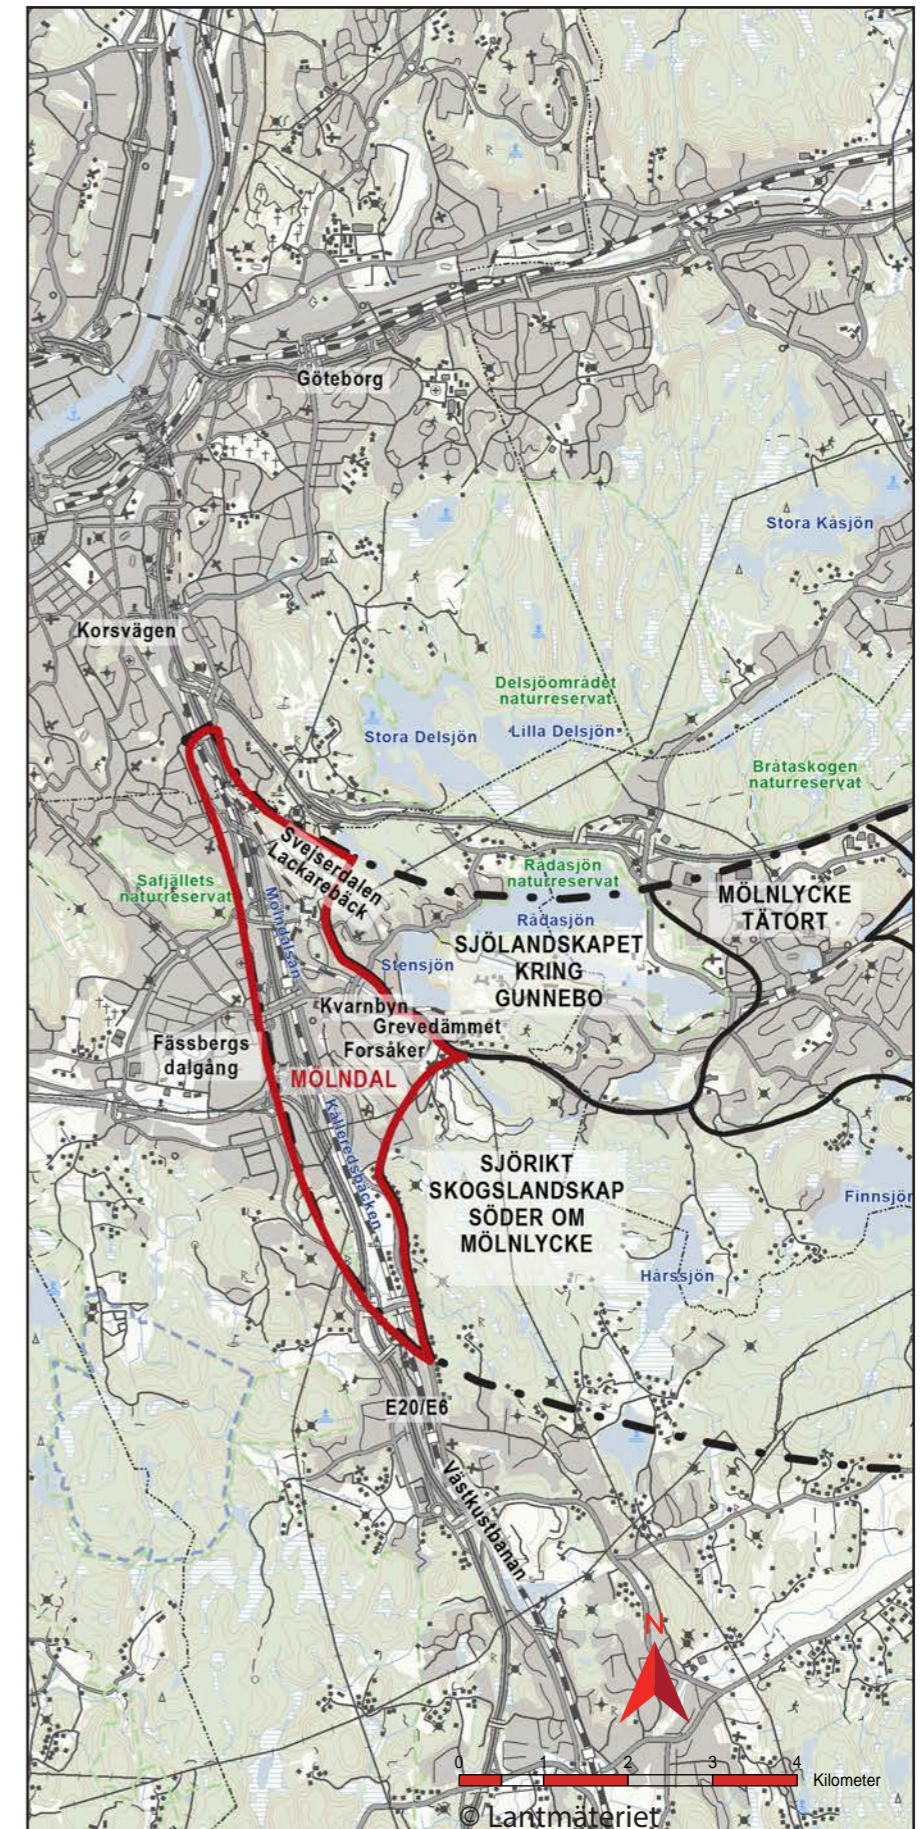 Göteborg
Stora Kåsjön
Korsvägen
Delsjöområdet
naturreservat
Stora Delsjön
Lilla Delsjön
Bråtaskogen
naturreservat
Svejserdalen
Lackarebäck
Safjällets
naturreservat
Rådasjön
naturreservat
MÖLNLYCKE
TÄTORT
Mölndalsån
Rådasjön
SJÖLANDSKAPET
KRING
GUNNEBO
Stensjön
Kvarnbyn
Grevedämmet
Forsåker
Fässbergs
dalgång
MÖLNDAL
Kålleredsbäcken
SJÖRIKT
SKOGSLANDSKAP
SÖDER OM
MÖLNLYCKE
Finnsjön
Hårssjön
E20/E6
Västkustbanan
N
0 1 2 3 4
Kilometer
© Lantmäteriet